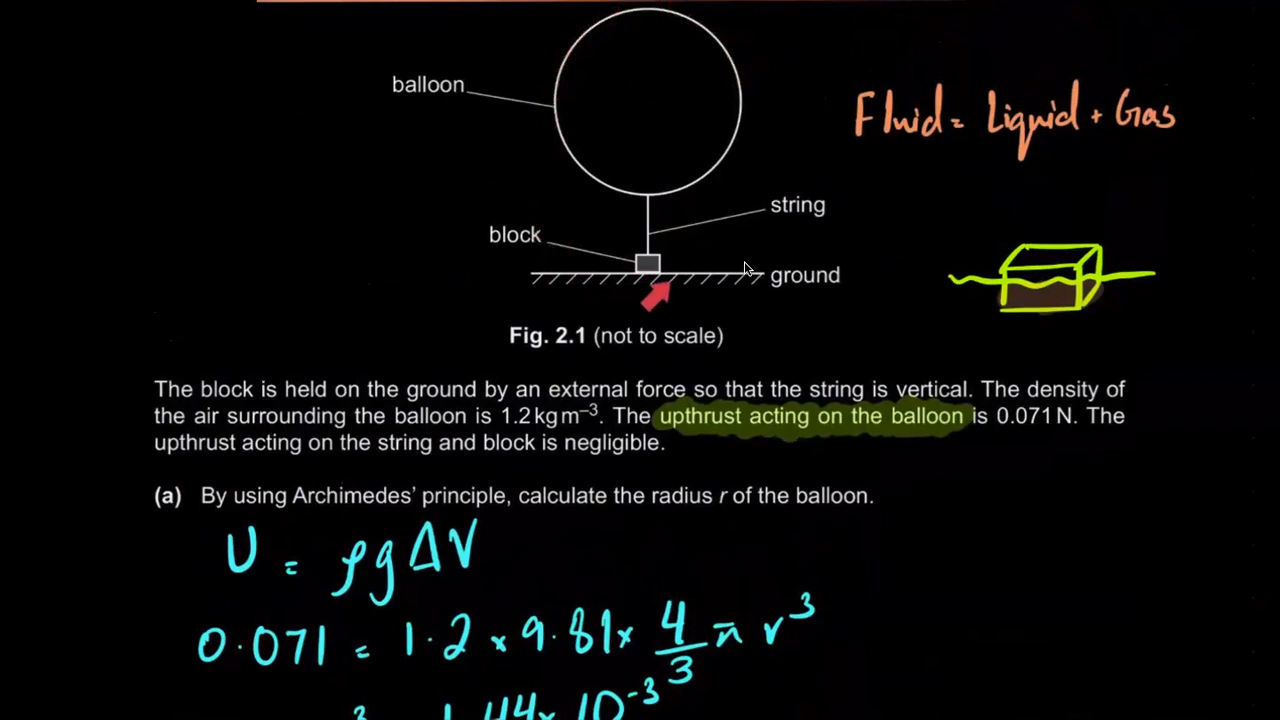 balloon
Fluid = Liquid + Gas
string
block
ground
Fig. 2.1 (not to scale)
The block is held on the ground by an external force so that the string is vertical. The density of
the air surrounding the balloon is 1.2 kg m⁻³. The upthrust acting on the balloon is 0.071 N. The
upthrust acting on the string and block is negligible.
(a) By using Archimedes' principle, calculate the radius r of the balloon.
U = ρgΔV
0.071 = 1.2 × 9.81 × 4/3 π r³